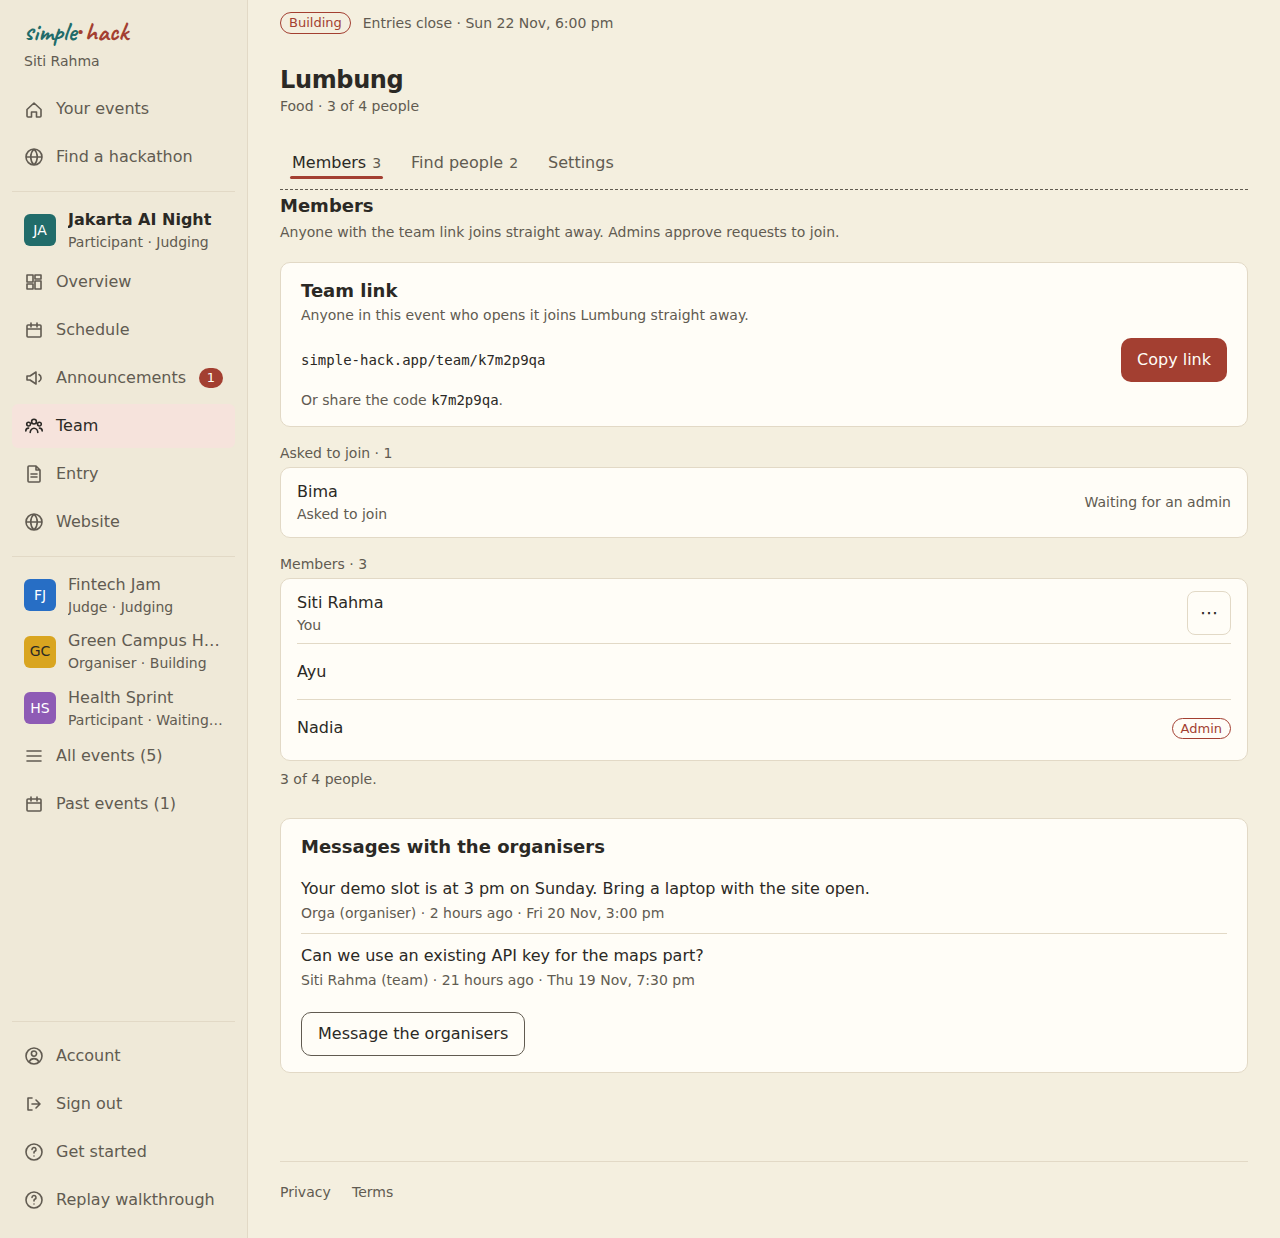 simple·hack
Siti Rahma
Your events
Find a hackathon
JA
Jakarta AI Night
Participant · Judging
Overview
Schedule
Announcements 1
Team
Entry
Website
FJ
Fintech Jam
Judge · Judging
GC
Green Campus H…
Organiser · Building
HS
Health Sprint
Participant · Waiting…
All events (5)
Past events (1)
Account
Sign out
Get started
Replay walkthrough
Building Entries close · Sun 22 Nov, 6:00 pm
Lumbung
Food · 3 of 4 people
Members 3 Find people 2 Settings
Members
Anyone with the team link joins straight away. Admins approve requests to join.
Team link
Anyone in this event who opens it joins Lumbung straight away.
simple-hack.app/team/k7m2p9qa
Copy link
Or share the code k7m2p9qa.
Asked to join · 1
Bima
Asked to join
Waiting for an admin
Members · 3
Siti Rahma
You
⋯
Ayu
Nadia Admin
3 of 4 people.
Messages with the organisers
Your demo slot is at 3 pm on Sunday. Bring a laptop with the site open.
Orga (organiser) · 2 hours ago · Fri 20 Nov, 3:00 pm
Can we use an existing API key for the maps part?
Siti Rahma (team) · 21 hours ago · Thu 19 Nov, 7:30 pm
Message the organisers
Privacy Terms